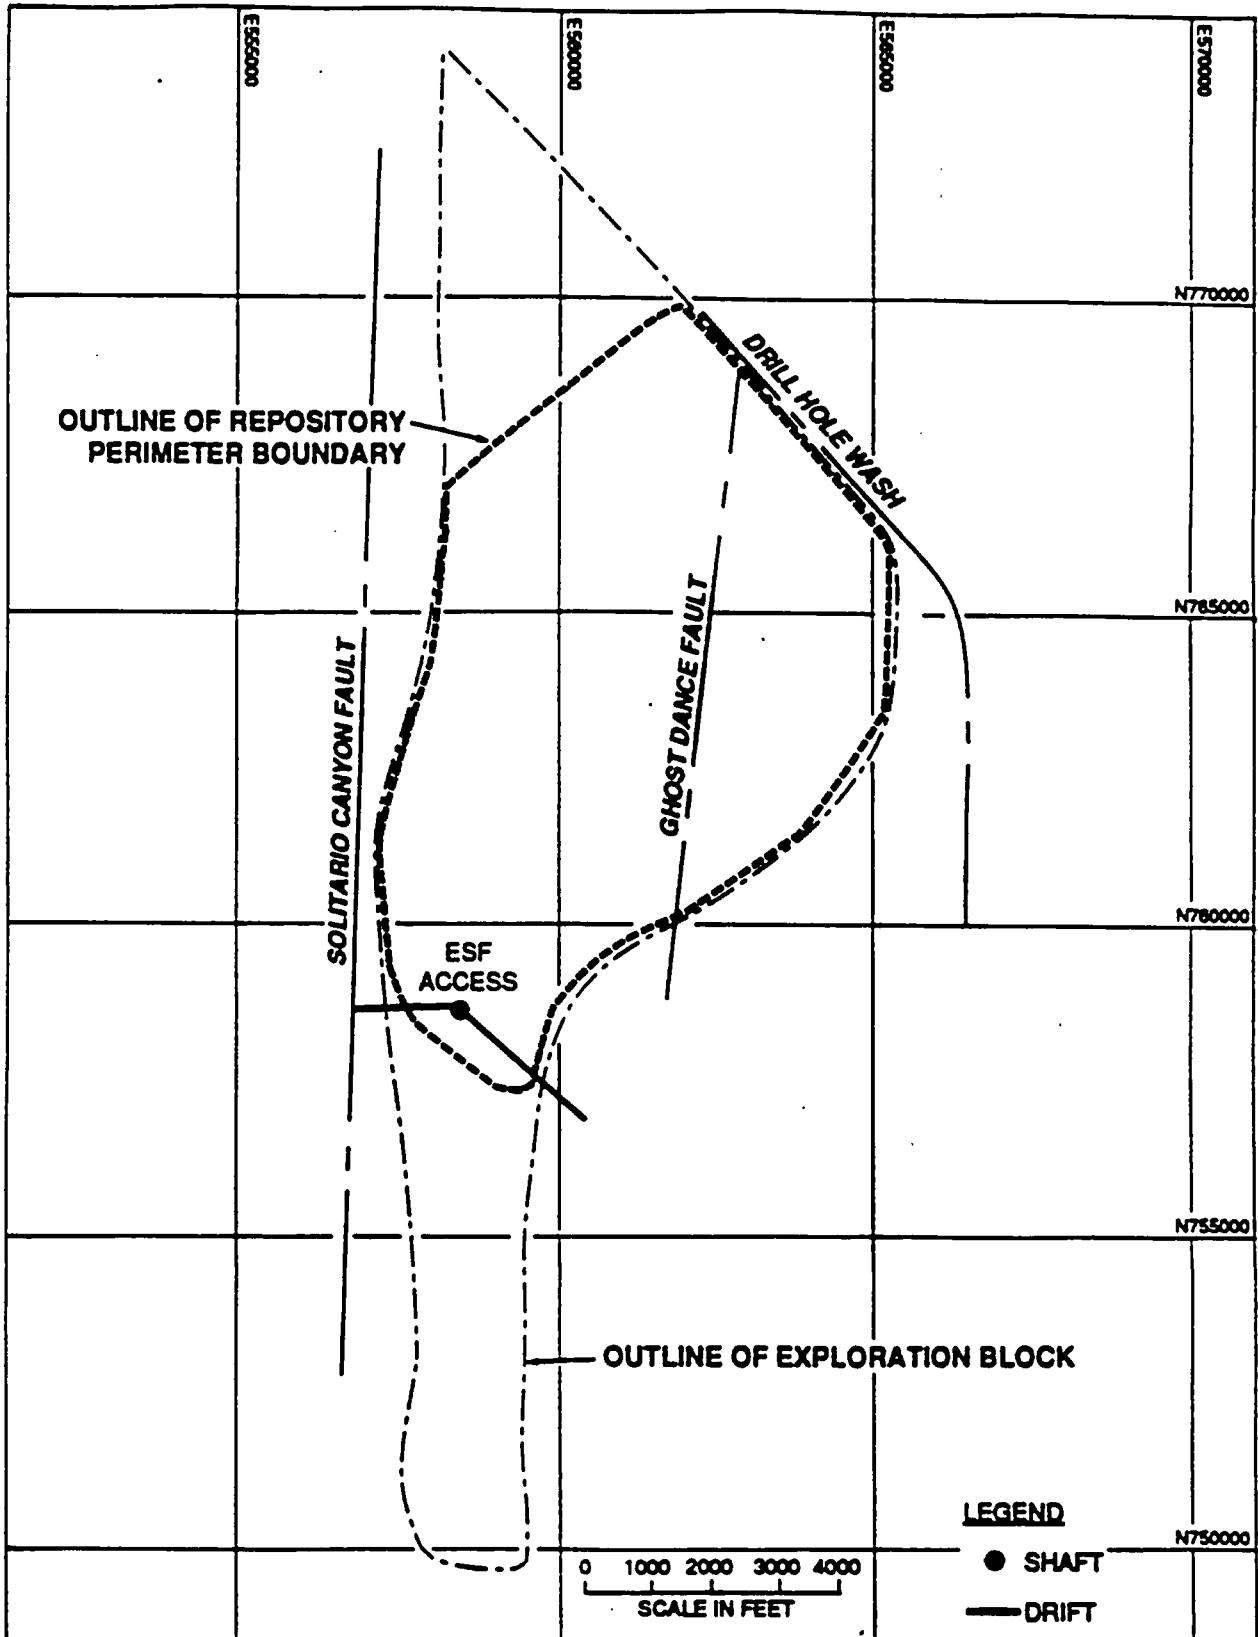 E555000
E560000
E565000
E570000
N770000
DRILL HOLE WASH
OUTLINE OF REPOSITORY
PERIMETER BOUNDARY
N765000
SOLITARIO CANYON FAULT
GHOST DANCE FAULT
N760000
ESF
ACCESS
N755000
OUTLINE OF EXPLORATION BLOCK
N750000
LEGEND
SHAFT
DRIFT
0 1000 2000 3000 4000
SCALE IN FEET